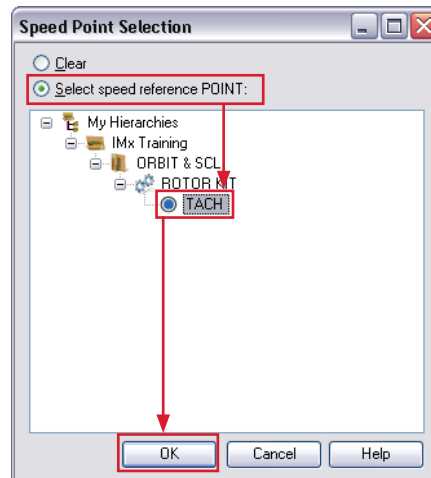 Speed Point Selection
Clear
Select speed reference POINT:
My Hierarchies
IMx Training
ORBIT & SCL
ROTOR KIT
TACH
OK
Cancel
Help